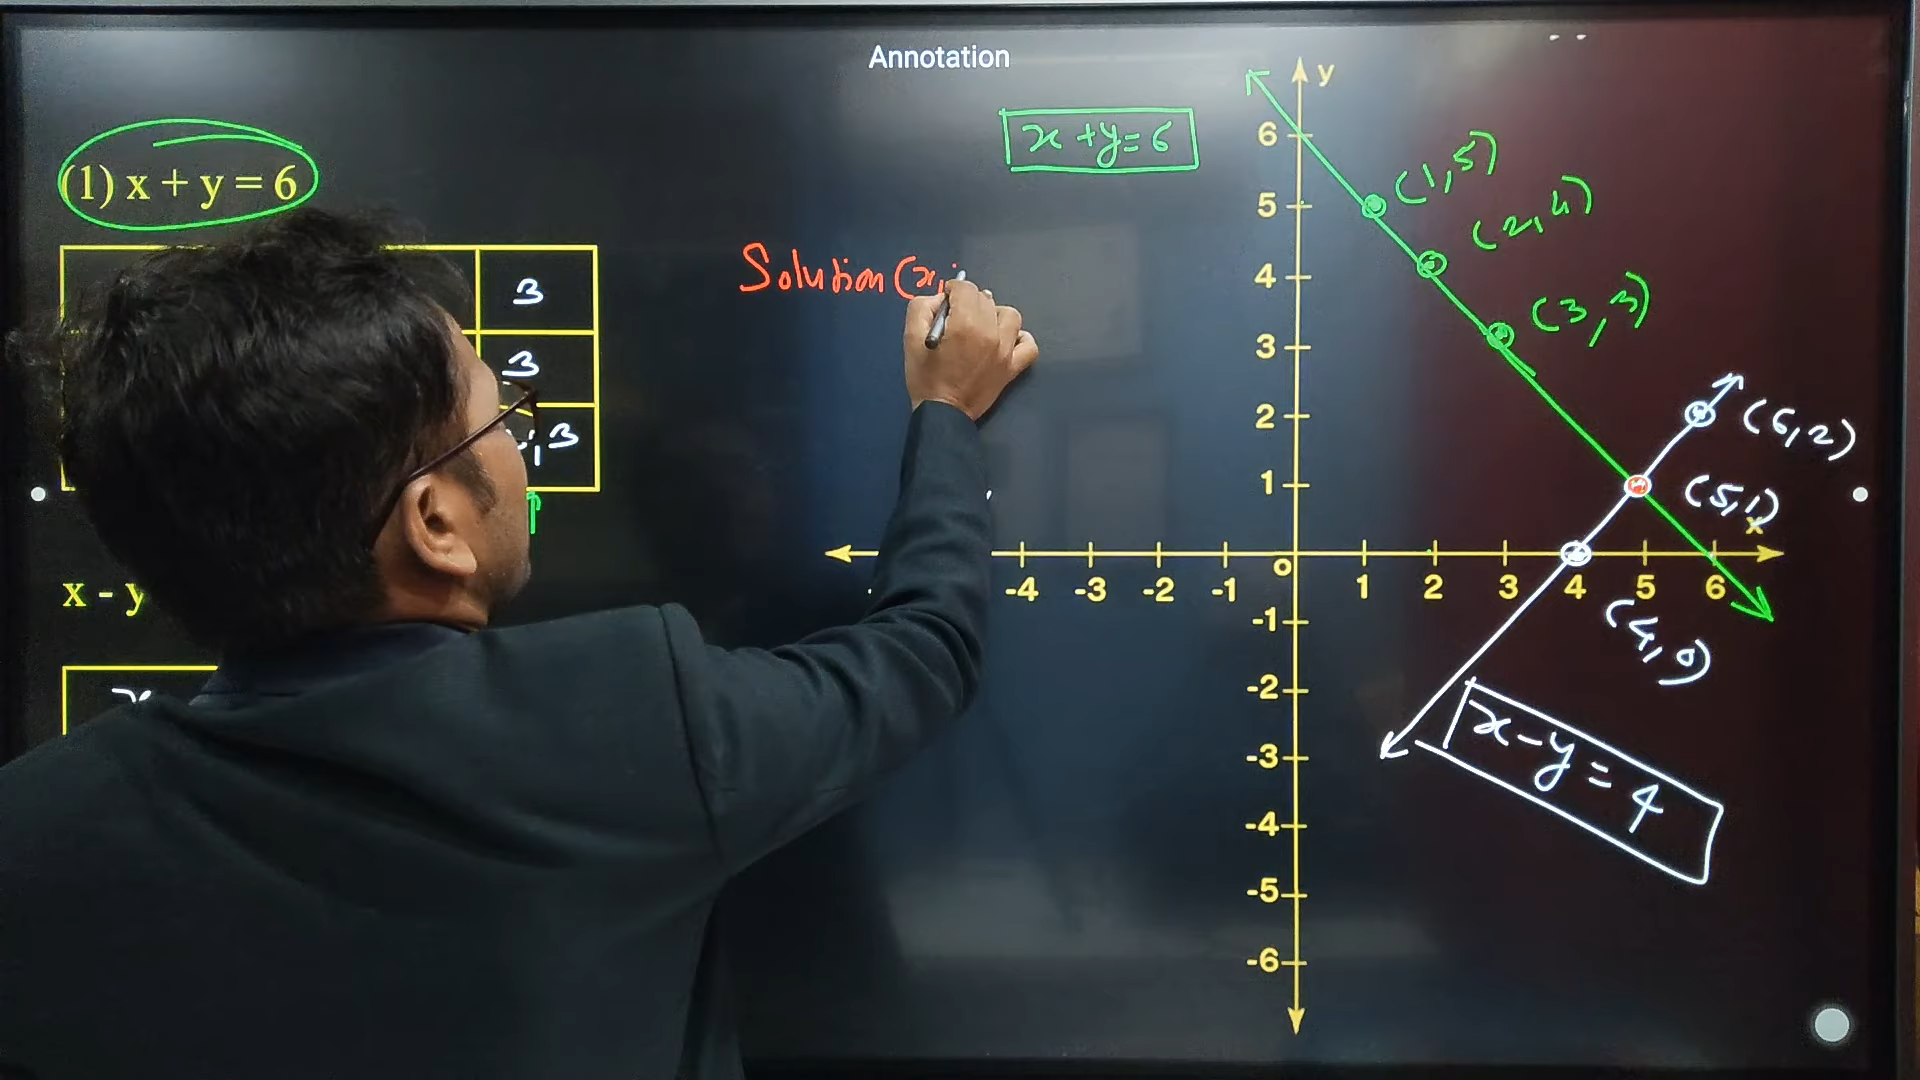 Annotation
(1) x + y = 6
3
3
,3
x - y
x
Solution (x,
x + y = 6
y
6
5
4
3
2
1
o
-1
-2
-3
-4
-5
-6
-4 -3 -2 -1 1 2 3 4 5 6
x
(1,5)
(2,4)
(3,3)
(6,2)
(5,1)
(4,0)
x - y = 4